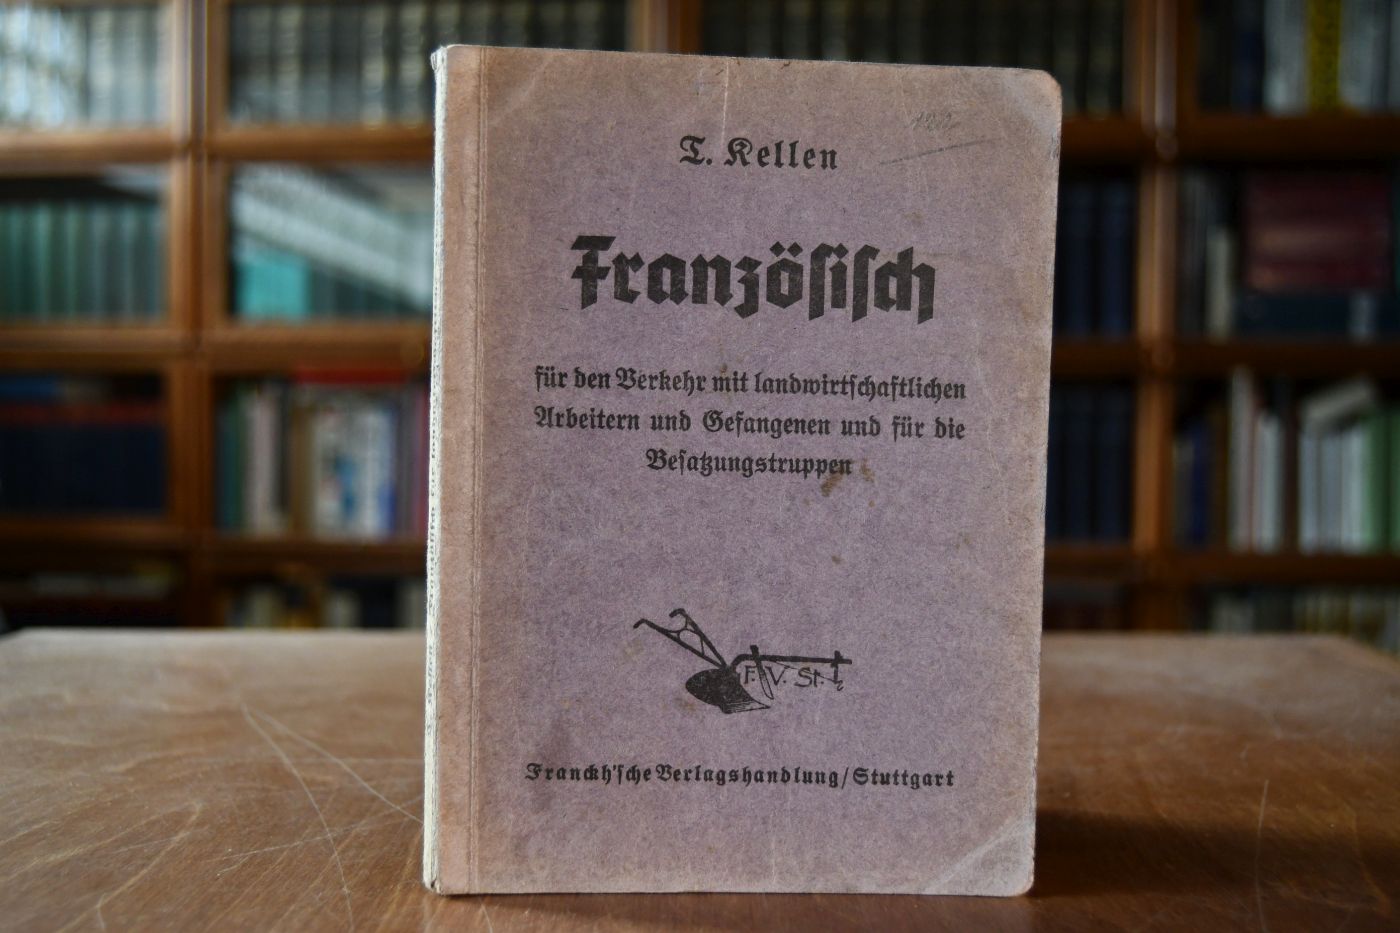 T. Kellen
Französisch
für den Verkehr mit landwirtschaftlichen
Arbeitern und Gefangenen und für die
Besatzungstruppen
F. V. St.
Franckh'sche Verlagshandlung/Stuttgart